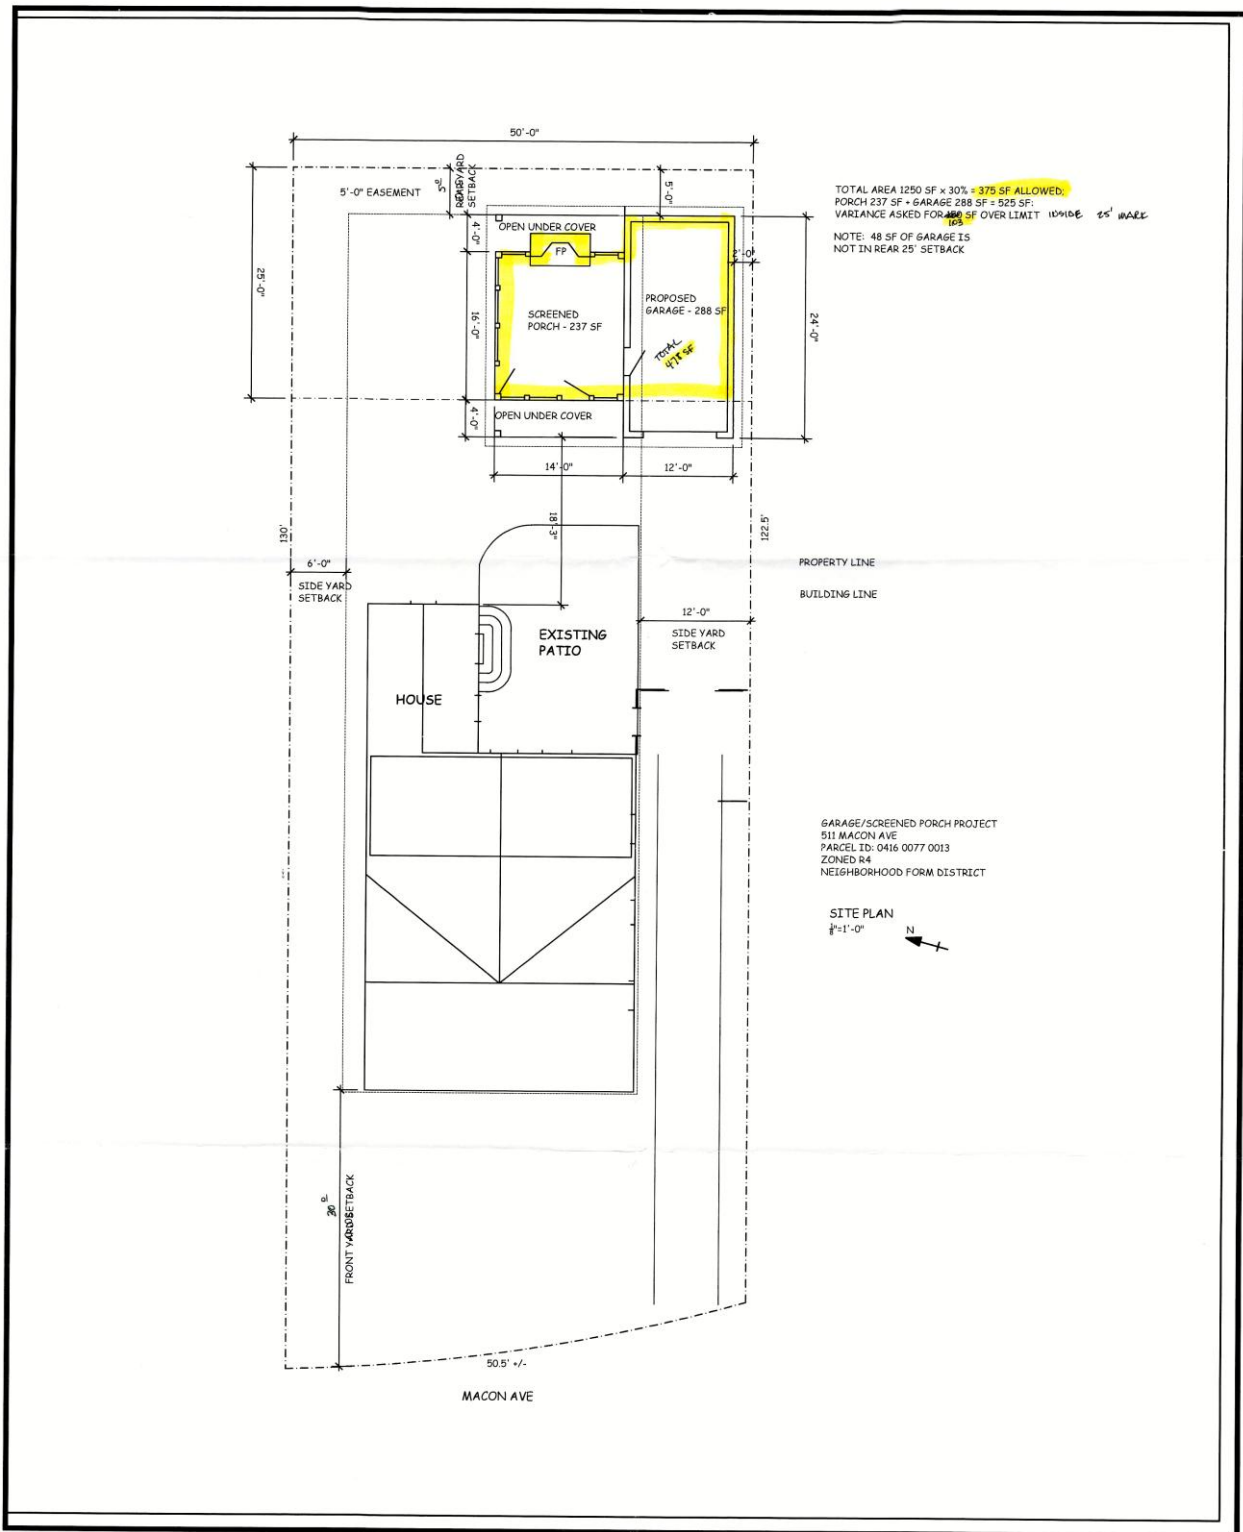 50'-0"
5'-0" EASEMENT
REAR YARD
SETBACK
5'-0"
TOTAL AREA 1250 SF x 30% = 375 SF ALLOWED;
PORCH 237 SF + GARAGE 288 SF = 525 SF:
VARIANCE ASKED FOR 103 SF OVER LIMIT INSIDE 25' MARK
NOTE: 48 SF OF GARAGE IS
NOT IN REAR 25' SETBACK
4'-0"
OPEN UNDER COVER
FP
2'-0"
25'-0"
16'-0"
SCREENED
PORCH - 237 SF
PROPOSED
GARAGE - 288 SF
24'-0"
TOTAL
478 SF
4'-0"
OPEN UNDER COVER
14'-0"
12'-0"
18'-3"
130'
122.5'
6'-0"
SIDE YARD
SETBACK
PROPERTY LINE
BUILDING LINE
12'-0"
SIDE YARD
SETBACK
EXISTING
PATIO
HOUSE
GARAGE/SCREENED PORCH PROJECT
511 MACON AVE
PARCEL ID: 0416 0077 0013
ZONED R4
NEIGHBORHOOD FORM DISTRICT
SITE PLAN
⅛"=1'-0"
N
30'0"
FRONT YARD SETBACK
50.5' +/-
MACON AVE